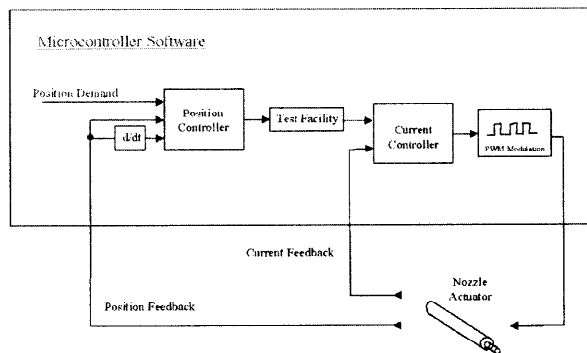 Microcontroller Software
Position Demand
Position
Controller
d/dt
Test Facility
Current
Controller
PWM Modulation
Current Feedback
Nozzle
Actuator
Position Feedback